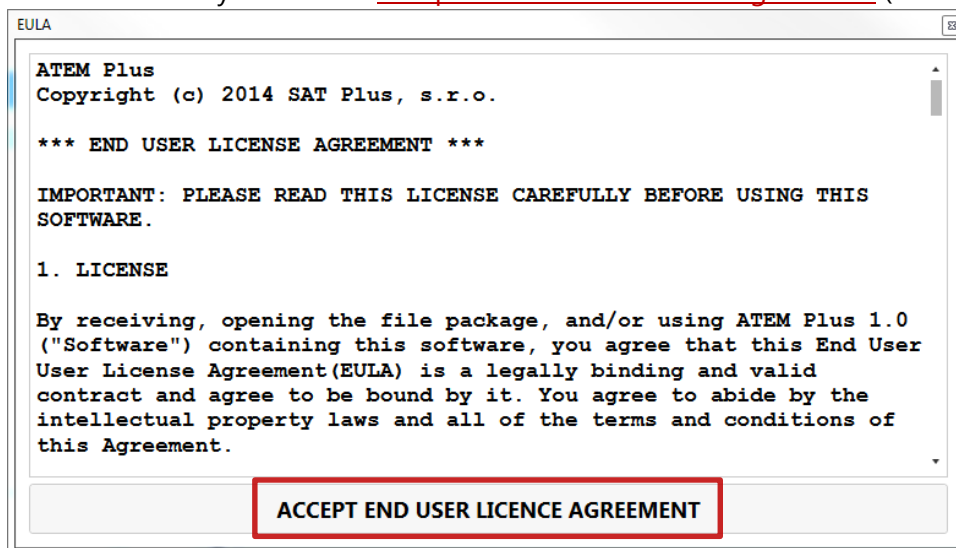 EULA
ATEM Plus
Copyright (c) 2014 SAT Plus, s.r.o.
*** END USER LICENSE AGREEMENT ***
IMPORTANT: PLEASE READ THIS LICENSE CAREFULLY BEFORE USING THIS
SOFTWARE.
1. LICENSE
By receiving, opening the file package, and/or using ATEM Plus 1.0
("Software") containing this software, you agree that this End User
User License Agreement(EULA) is a legally binding and valid
contract and agree to be bound by it. You agree to abide by the
intellectual property laws and all of the terms and conditions of
this Agreement.
ACCEPT END USER LICENCE AGREEMENT